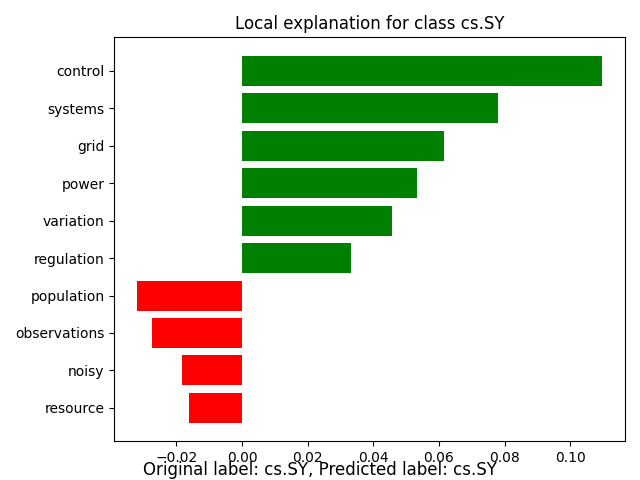 Local explanation for class cs.SY
control
systems
grid
power
variation
regulation
population
observations
noisy
resource
−0.02 0.00 0.02 0.04 0.06 0.08 0.10
Original label: cs.SY, Predicted label: cs.SY